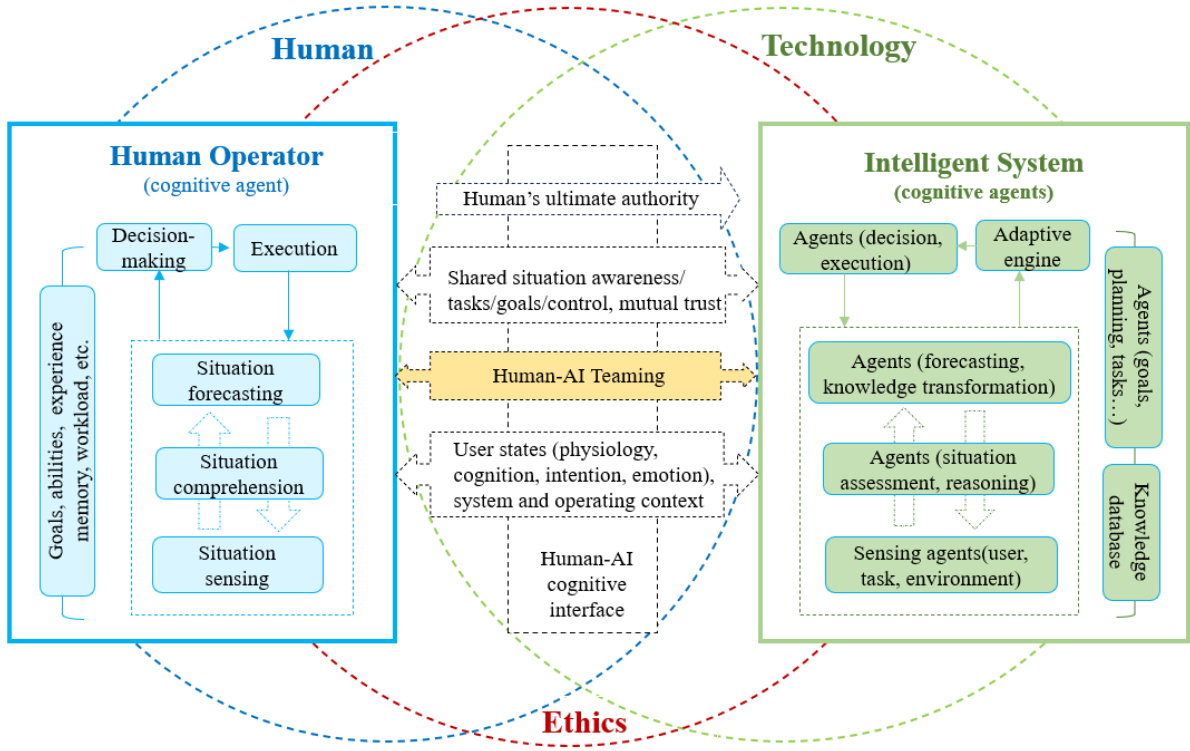 Human
Technology
Human Operator
(cognitive agent)
Decision-
making
Execution
Goals, abilities, experience
memory, workload, etc.
Situation
forecasting
Situation
comprehension
Situation
sensing
Human's ultimate authority
Shared situation awareness/
tasks/goals/control, mutual trust
Human-AI Teaming
User states (physiology,
cognition, intention, emotion),
system and operating context
Human-AI
cognitive
interface
Intelligent System
(cognitive agents)
Agents (decision,
execution)
Adaptive
engine
Agents (forecasting,
knowledge transformation)
Agents (situation
assessment, reasoning)
Sensing agents(user,
task, environment)
Agents (goals,
planning, tasks…)
Knowledge
database
Ethics